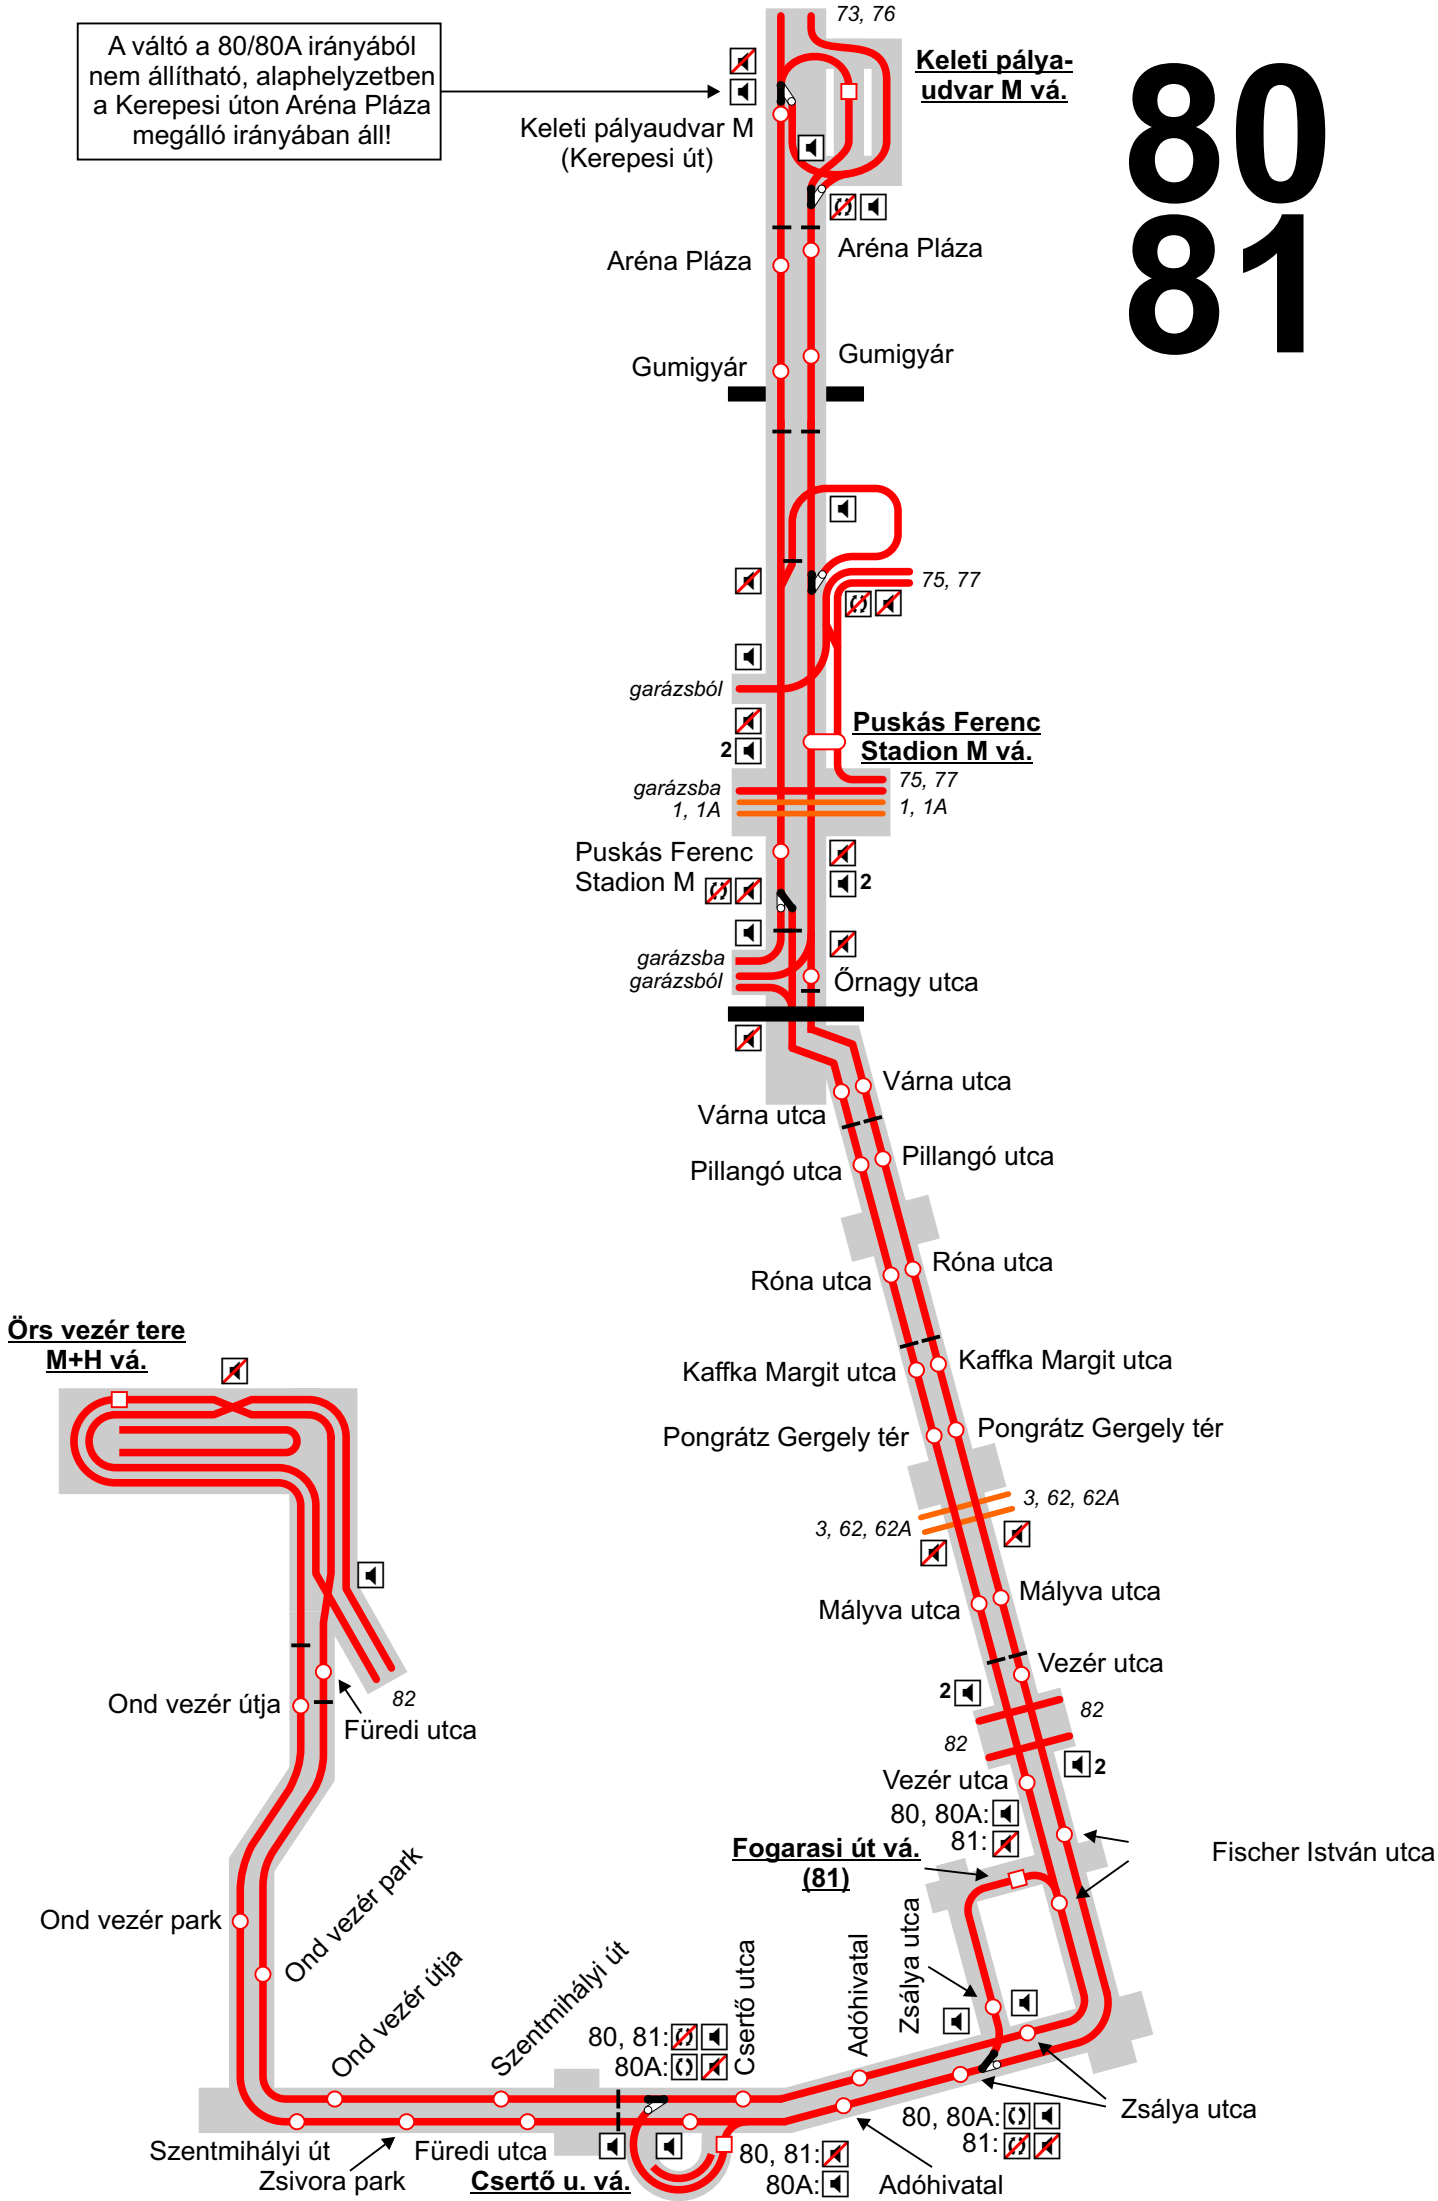 73, 76
A váltó a 80/80A irányából
nem állítható, alaphelyzetben
a Kerepesi úton Aréna Pláza
megálló irányában áll!
Keleti pálya-
udvar M vá.
80
81
Keleti pályaudvar M
(Kerepesi út)
Aréna Pláza
Aréna Pláza
Gumigyár
Gumigyár
75, 77
garázsból
Puskás Ferenc
Stadion M vá.
2
garázsba
1, 1A
75, 77
1, 1A
Puskás Ferenc
Stadion M
2
garázsba
garázsból
Őrnagy utca
Várna utca
Várna utca
Pillangó utca
Pillangó utca
Róna utca
Róna utca
Örs vezér tere
M+H vá.
Kaffka Margit utca
Kaffka Margit utca
Pongrátz Gergely tér
Pongrátz Gergely tér
3, 62, 62A
3, 62, 62A
Mályva utca
Mályva utca
Vezér utca
2
82
82
2
Ond vezér útja
82
Füredi utca
Vezér utca
80, 80A:
81:
Fogarasi út vá.
(81)
Fischer István utca
Ond vezér park
Ond vezér park
Ond vezér útja
Szentmihályi út
80, 81:
80A:
Csertő utca
Adóhivatal
Zsálya utca
Zsálya utca
80, 80A:
81:
Szentmihályi út
Zsivora park
Füredi utca
Csertő u. vá.
80, 81:
80A:
Adóhivatal